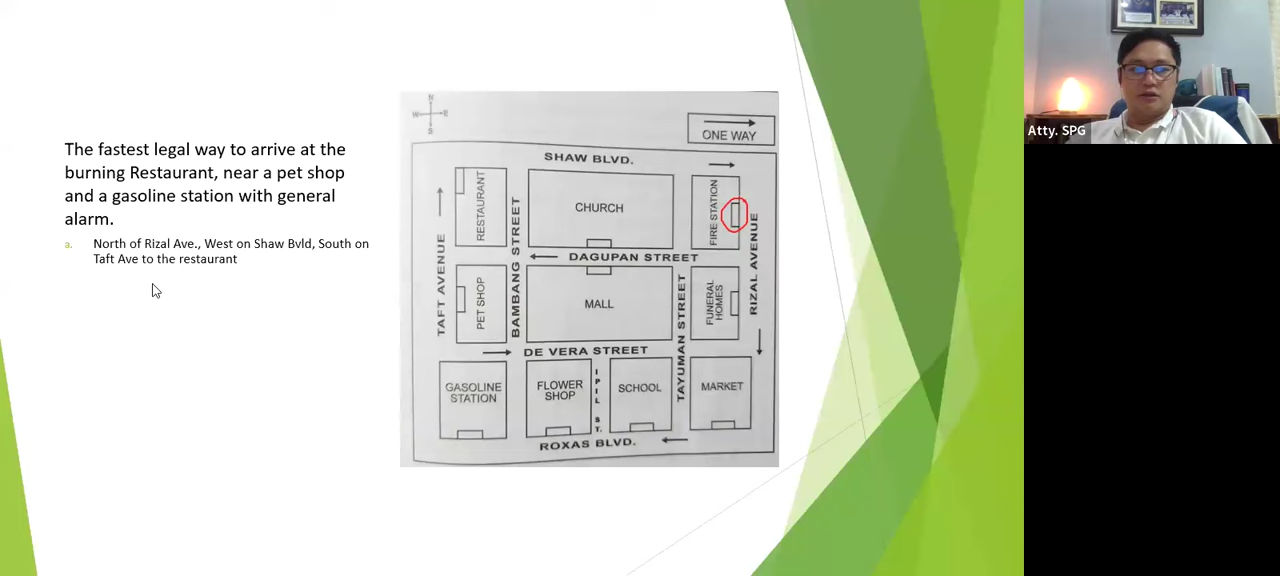 The fastest legal way to arrive at the
burning Restaurant, near a pet shop
and a gasoline station with general
alarm.
a. North of Rizal Ave., West on Shaw Bvld, South on
Taft Ave to the restaurant
N
W E
S
ONE WAY
SHAW BLVD.
RESTAURANT
CHURCH
FIRE STATION
TAFT AVENUE
BAMBANG STREET
DAGUPAN STREET
RIZAL AVENUE
PET SHOP
MALL
TAYUMAN STREET
FUNERAL
HOMES
DE VERA STREET
GASOLINE
STATION
FLOWER
SHOP
IPIL ST.
SCHOOL
MARKET
ROXAS BLVD.
Atty. SPG